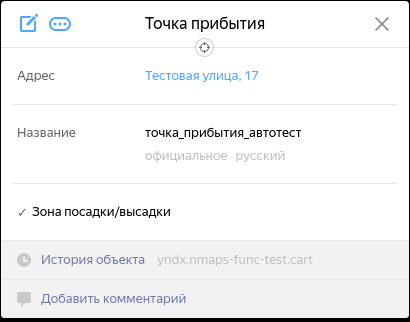 Точка прибытия
Адрес Тестовая улица, 17
Название точка_прибытия_автотест
официальное русский
✓ Зона посадки/высадки
История объекта yndx.nmaps-func-test.cart
Добавить комментарий